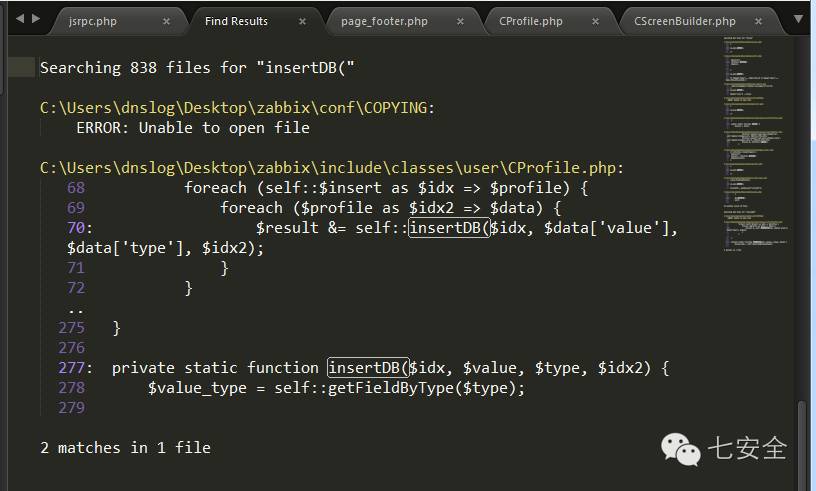 jsrpc.php
Find Results
page_footer.php
CProfile.php
CScreenBuilder.php
Searching 838 files for "insertDB("
C:\Users\dnslog\Desktop\zabbix\conf\COPYING:
ERROR: Unable to open file
C:\Users\dnslog\Desktop\zabbix\include\classes\user\CProfile.php:
68 foreach (self::$insert as $idx => $profile) {
69 foreach ($profile as $idx2 => $data) {
70: $result &= self::insertDB($idx, $data['value'],
$data['type'], $idx2);
71 }
72 }
..
275 }
276
277: private static function insertDB($idx, $value, $type, $idx2) {
278 $value_type = self::getFieldByType($type);
279
2 matches in 1 file
七安全